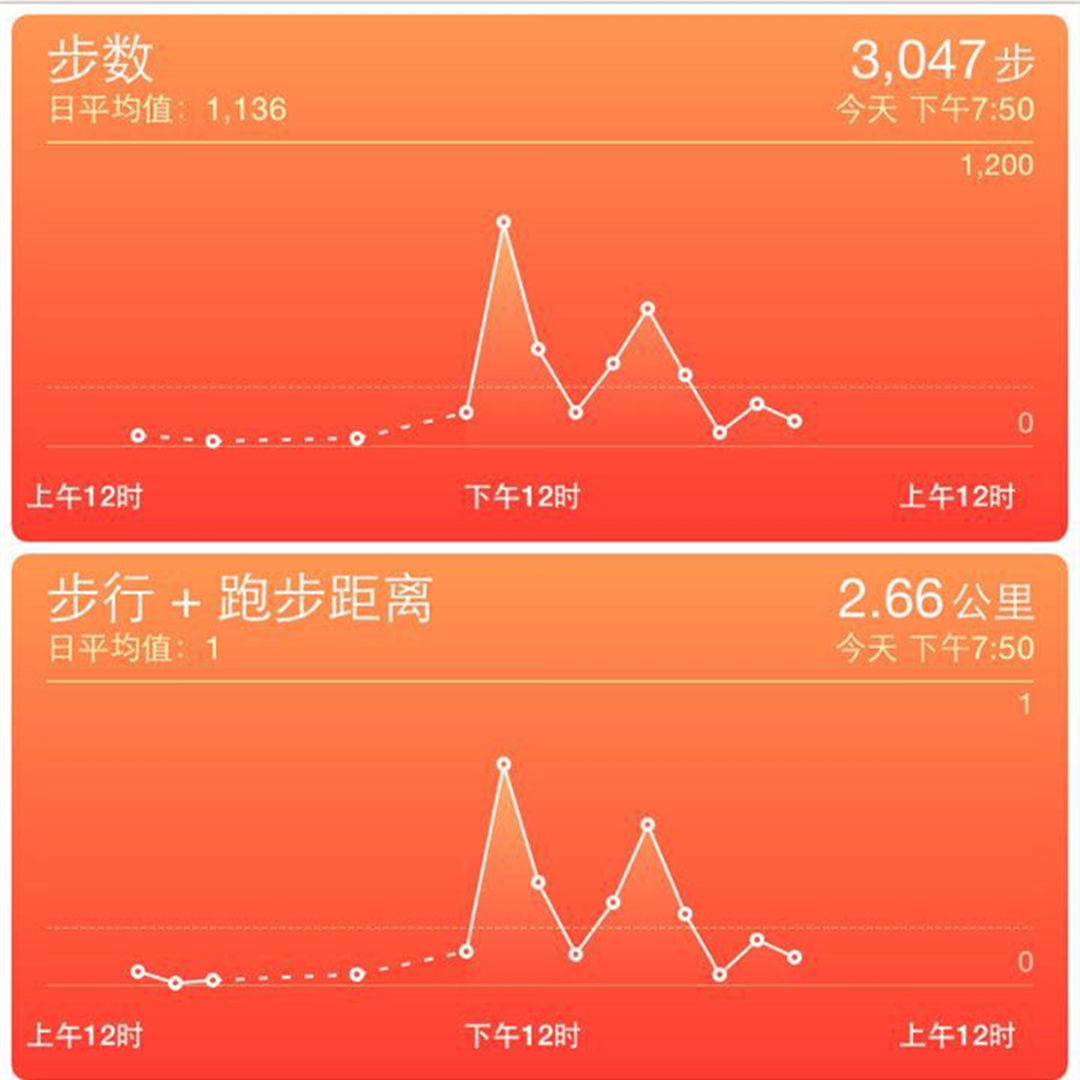 步数 3,047 步
日平均值：1,136 今天 下午7:50
1,200
0
上午12时 下午12时 上午12时
步行 + 跑步距离 2.66 公里
日平均值：1 今天 下午7:50
1
0
上午12时 下午12时 上午12时